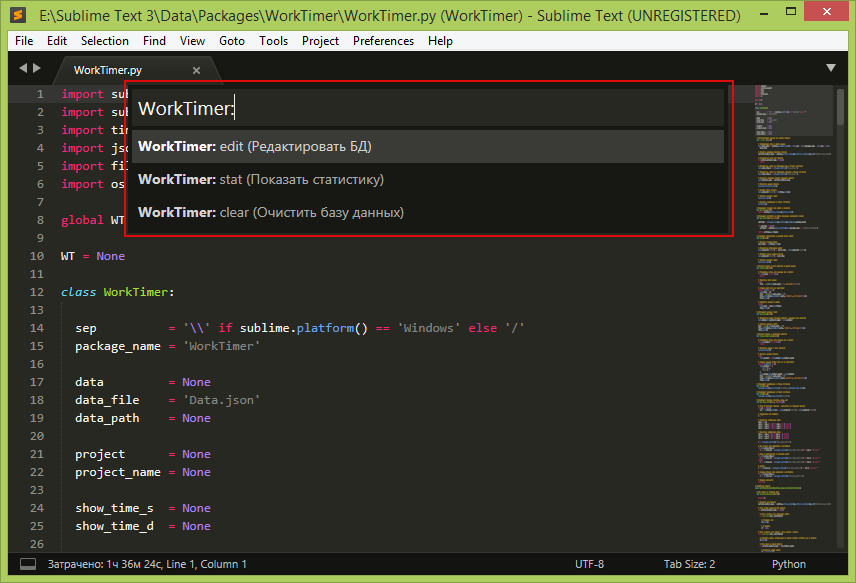 E:\Sublime Text 3\Data\Packages\WorkTimer\WorkTimer.py (WorkTimer) - Sublime Text (UNREGISTERED)
File Edit Selection Find View Goto Tools Project Preferences Help
WorkTimer.py
WorkTimer:
WorkTimer: edit (Редактировать БД)
WorkTimer: stat (Показать статистику)
WorkTimer: clear (Очистить базу данных)
1 import sub
2 import sub
3 import tim
4 import jso
5 import fil
6 import os
7
8 global WT
9
10 WT = None
11
12 class WorkTimer:
13
14 sep = '\\' if sublime.platform() == 'Windows' else '/'
15 package_name = 'WorkTimer'
16
17 data = None
18 data_file = 'Data.json'
19 data_path = None
20
21 project = None
22 project_name = None
23
24 show_time_s = None
25 show_time_d = None
26
Затрачено: 1ч 36м 24с, Line 1, Column 1 UTF-8 Tab Size: 2 Python